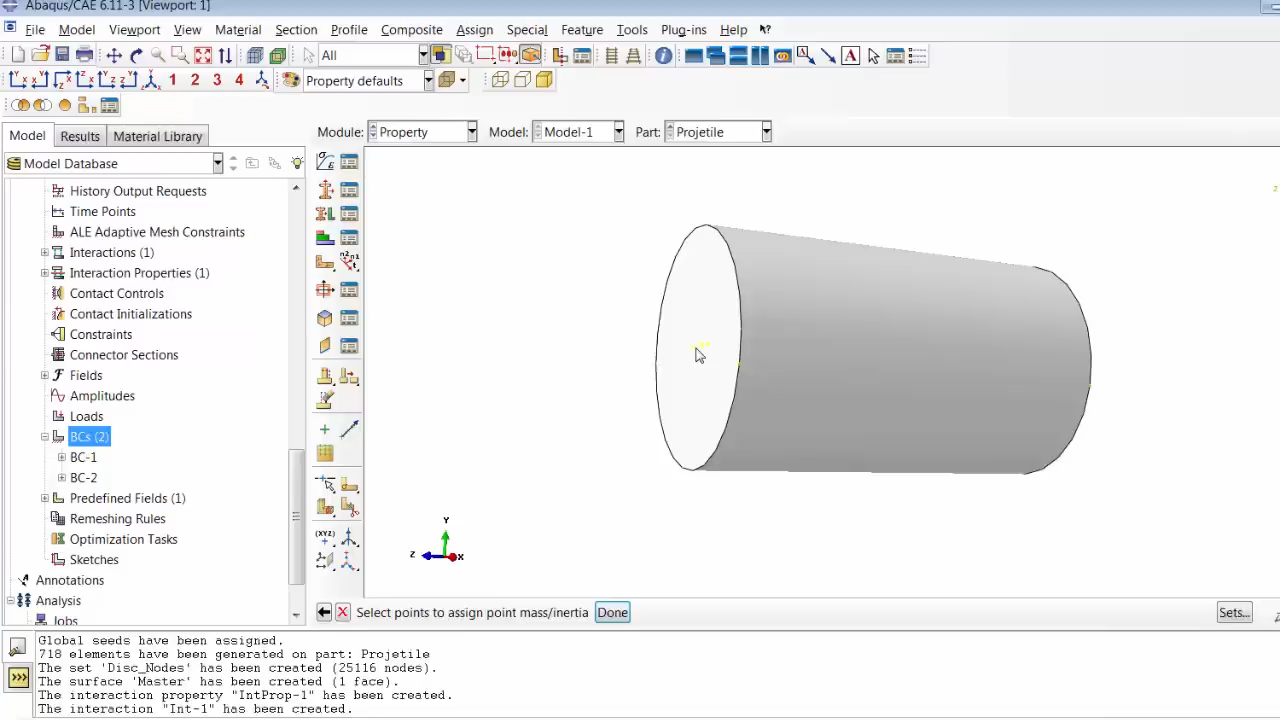 Abaqus/CAE 6.11-3 [Viewport: 1]
File Model Viewport View Material Section Profile Composite Assign Special Feature Tools Plug-ins Help
All
1 2 3 4 Property defaults
Model Results Material Library Module: Property Model: Model-1 Part: Projetile
Model Database
History Output Requests
Time Points
ALE Adaptive Mesh Constraints
Interactions (1)
Interaction Properties (1)
Contact Controls
Contact Initializations
Constraints
Connector Sections
Fields
Amplitudes
Loads
BCs (2)
BC-1
BC-2
Predefined Fields (1)
Remeshing Rules
Optimization Tasks
Sketches
Annotations
Analysis
Jobs
Y
Z X
Select points to assign point mass/inertia Done Sets...
Global seeds have been assigned.
718 elements have been generated on part: Projetile
The set 'Disc_Nodes' has been created (25116 nodes).
The surface 'Master' has been created (1 face).
The interaction property "IntProp-1" has been created.
The interaction "Int-1" has been created.